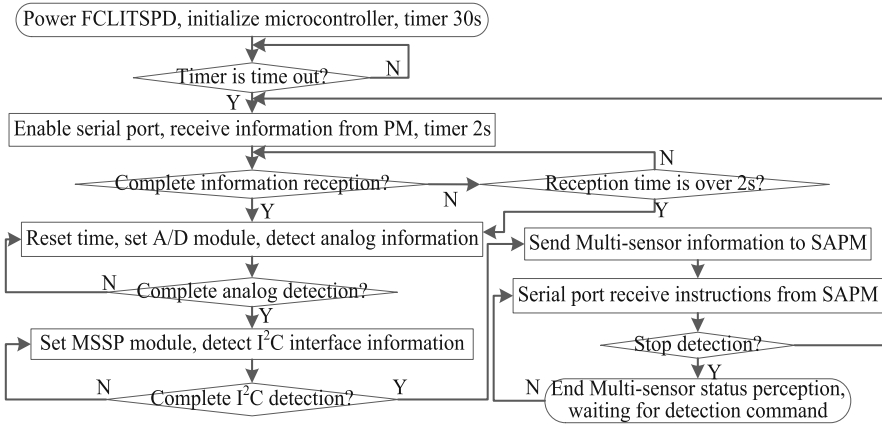 Power FCLITSPD, initialize microcontroller, timer 30s
Timer is time out?
N
Y
Enable serial port, receive information from PM, timer 2s
Complete information reception?
N
Reception time is over 2s?
N
Y
Y
Reset time, set A/D module, detect analog information
Complete analog detection?
N
Y
Set MSSP module, detect I²C interface information
Complete I²C detection?
N
Y
Send Multi-sensor information to SAPM
Serial port receive instructions from SAPM
Stop detection?
Y
N
End Multi-sensor status perception,
waiting for detection command